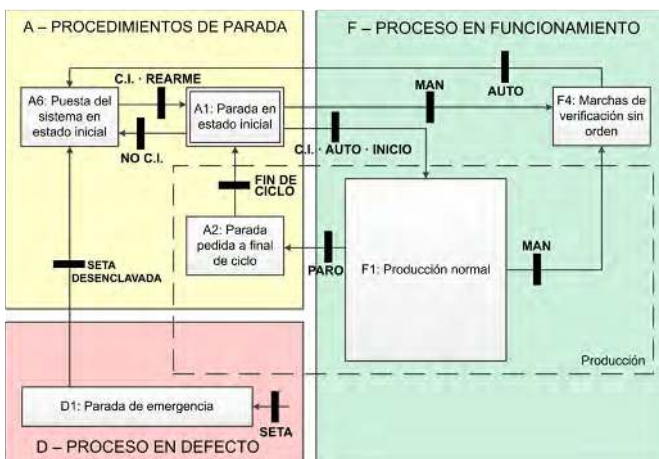 A – PROCEDIMIENTOS DE PARADA
F – PROCESO EN FUNCIONAMIENTO
C.I. · REARME
A6: Puesta del
sistema en
estado inicial
A1: Parada en
estado inicial
MAN
AUTO
F4: Marchas de
verificación sin
orden
NO C.I.
C.I. · AUTO · INICIO
FIN DE
CICLO
A2: Parada
pedida a final
de ciclo
PARO
F1: Producción normal
MAN
SETA
DESENCLAVADA
Producción
D1: Parada de emergencia
SETA
D – PROCESO EN DEFECTO